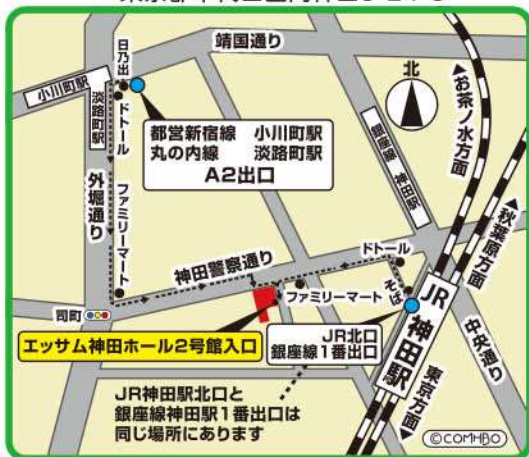 靖国通り
日乃出
小川町駅
淡路町駅
ドトール
都営新宿線 小川町駅
丸の内線 淡路町駅
A2出口
北
▲お茶ノ水方面
銀座線 神田駅
▲秋葉原方面
外堀通り
ファミリーマート
神田警察通り
ドトール
そば
ファミリーマート
司町
エッサム神田ホール2号館入口
JR北口
銀座線1番出口
JR 神田駅
中央通り
東京方面▼
JR神田駅北口と
銀座線神田駅1番出口は
同じ場所にあります
©COMHBO